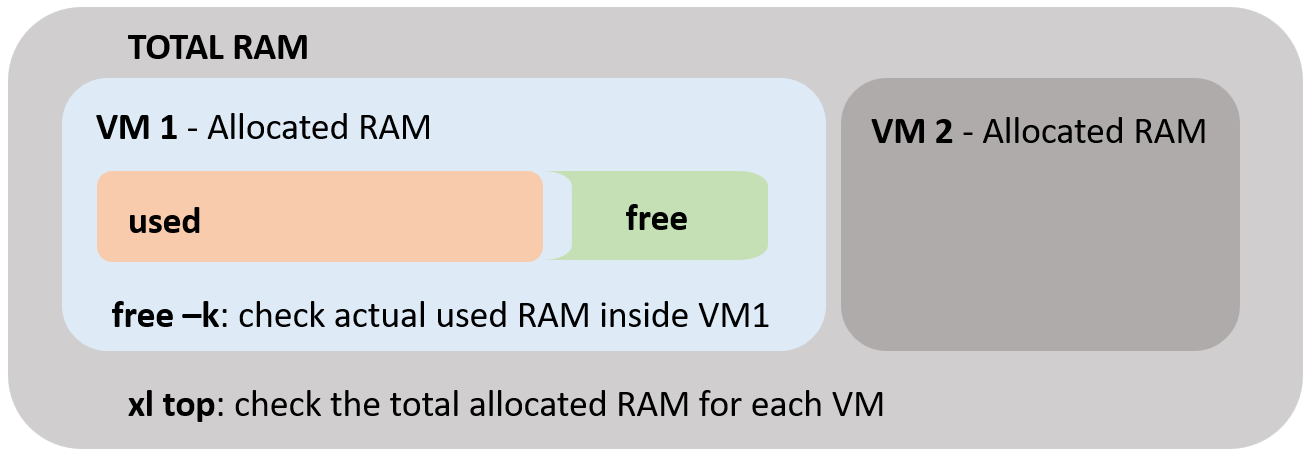 TOTAL RAM
VM 1 - Allocated RAM
VM 2 - Allocated RAM
used
free
free –k: check actual used RAM inside VM1
xl top: check the total allocated RAM for each VM